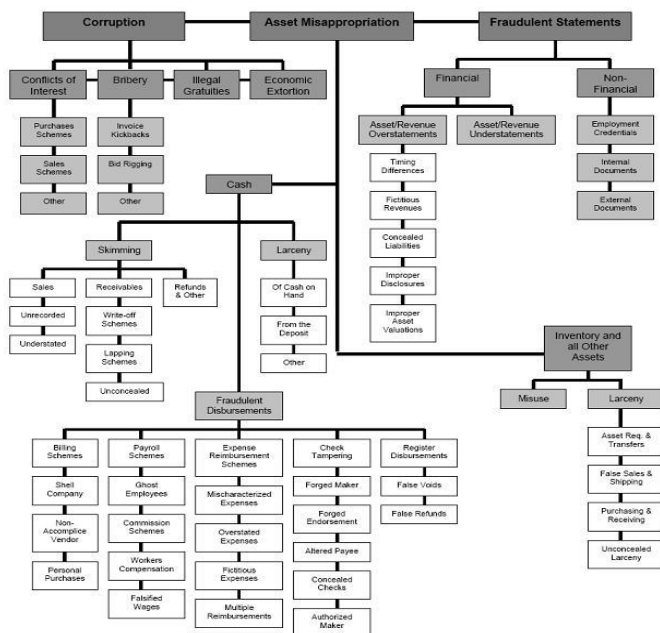 Corruption
Asset Misappropriation
Fraudulent Statements
Conflicts of
Interest
Bribery
Illegal
Gratuities
Economic
Extortion
Financial
Non-
Financial
Purchases
Schemes
Sales
Schemes
Other
Invoice
Kickbacks
Bid Rigging
Other
Asset/Revenue
Overstatements
Asset/Revenue
Understatements
Employment
Credentials
Internal
Documents
External
Documents
Timing
Differences
Fictitious
Revenues
Concealed
Liabilities
Improper
Disclosures
Improper
Asset
Valuations
Cash
Skimming
Larceny
Sales
Unrecorded
Understated
Receivables
Write-off
Schemes
Lapping
Schemes
Unconcealed
Refunds
& Other
Of Cash on
Hand
From the
Deposit
Other
Inventory and
all Other
Assets
Misuse
Larceny
Asset Req. &
Transfers
False Sales &
Shipping
Purchasing &
Receiving
Unconcealed
Larceny
Fraudulent
Disbursements
Billing
Schemes
Shell
Company
Non-
Accomplice
Vendor
Personal
Purchases
Payroll
Schemes
Ghost
Employees
Commission
Schemes
Workers
Compensation
Falsified
Wages
Expense
Reimbursement
Schemes
Mischaracterized
Expenses
Overstated
Expenses
Fictitious
Expenses
Multiple
Reimbursements
Check
Tampering
Forged Maker
Forged
Endorsement
Altered Payee
Concealed
Checks
Authorized
Maker
Register
Disbursements
False Voids
False Refunds